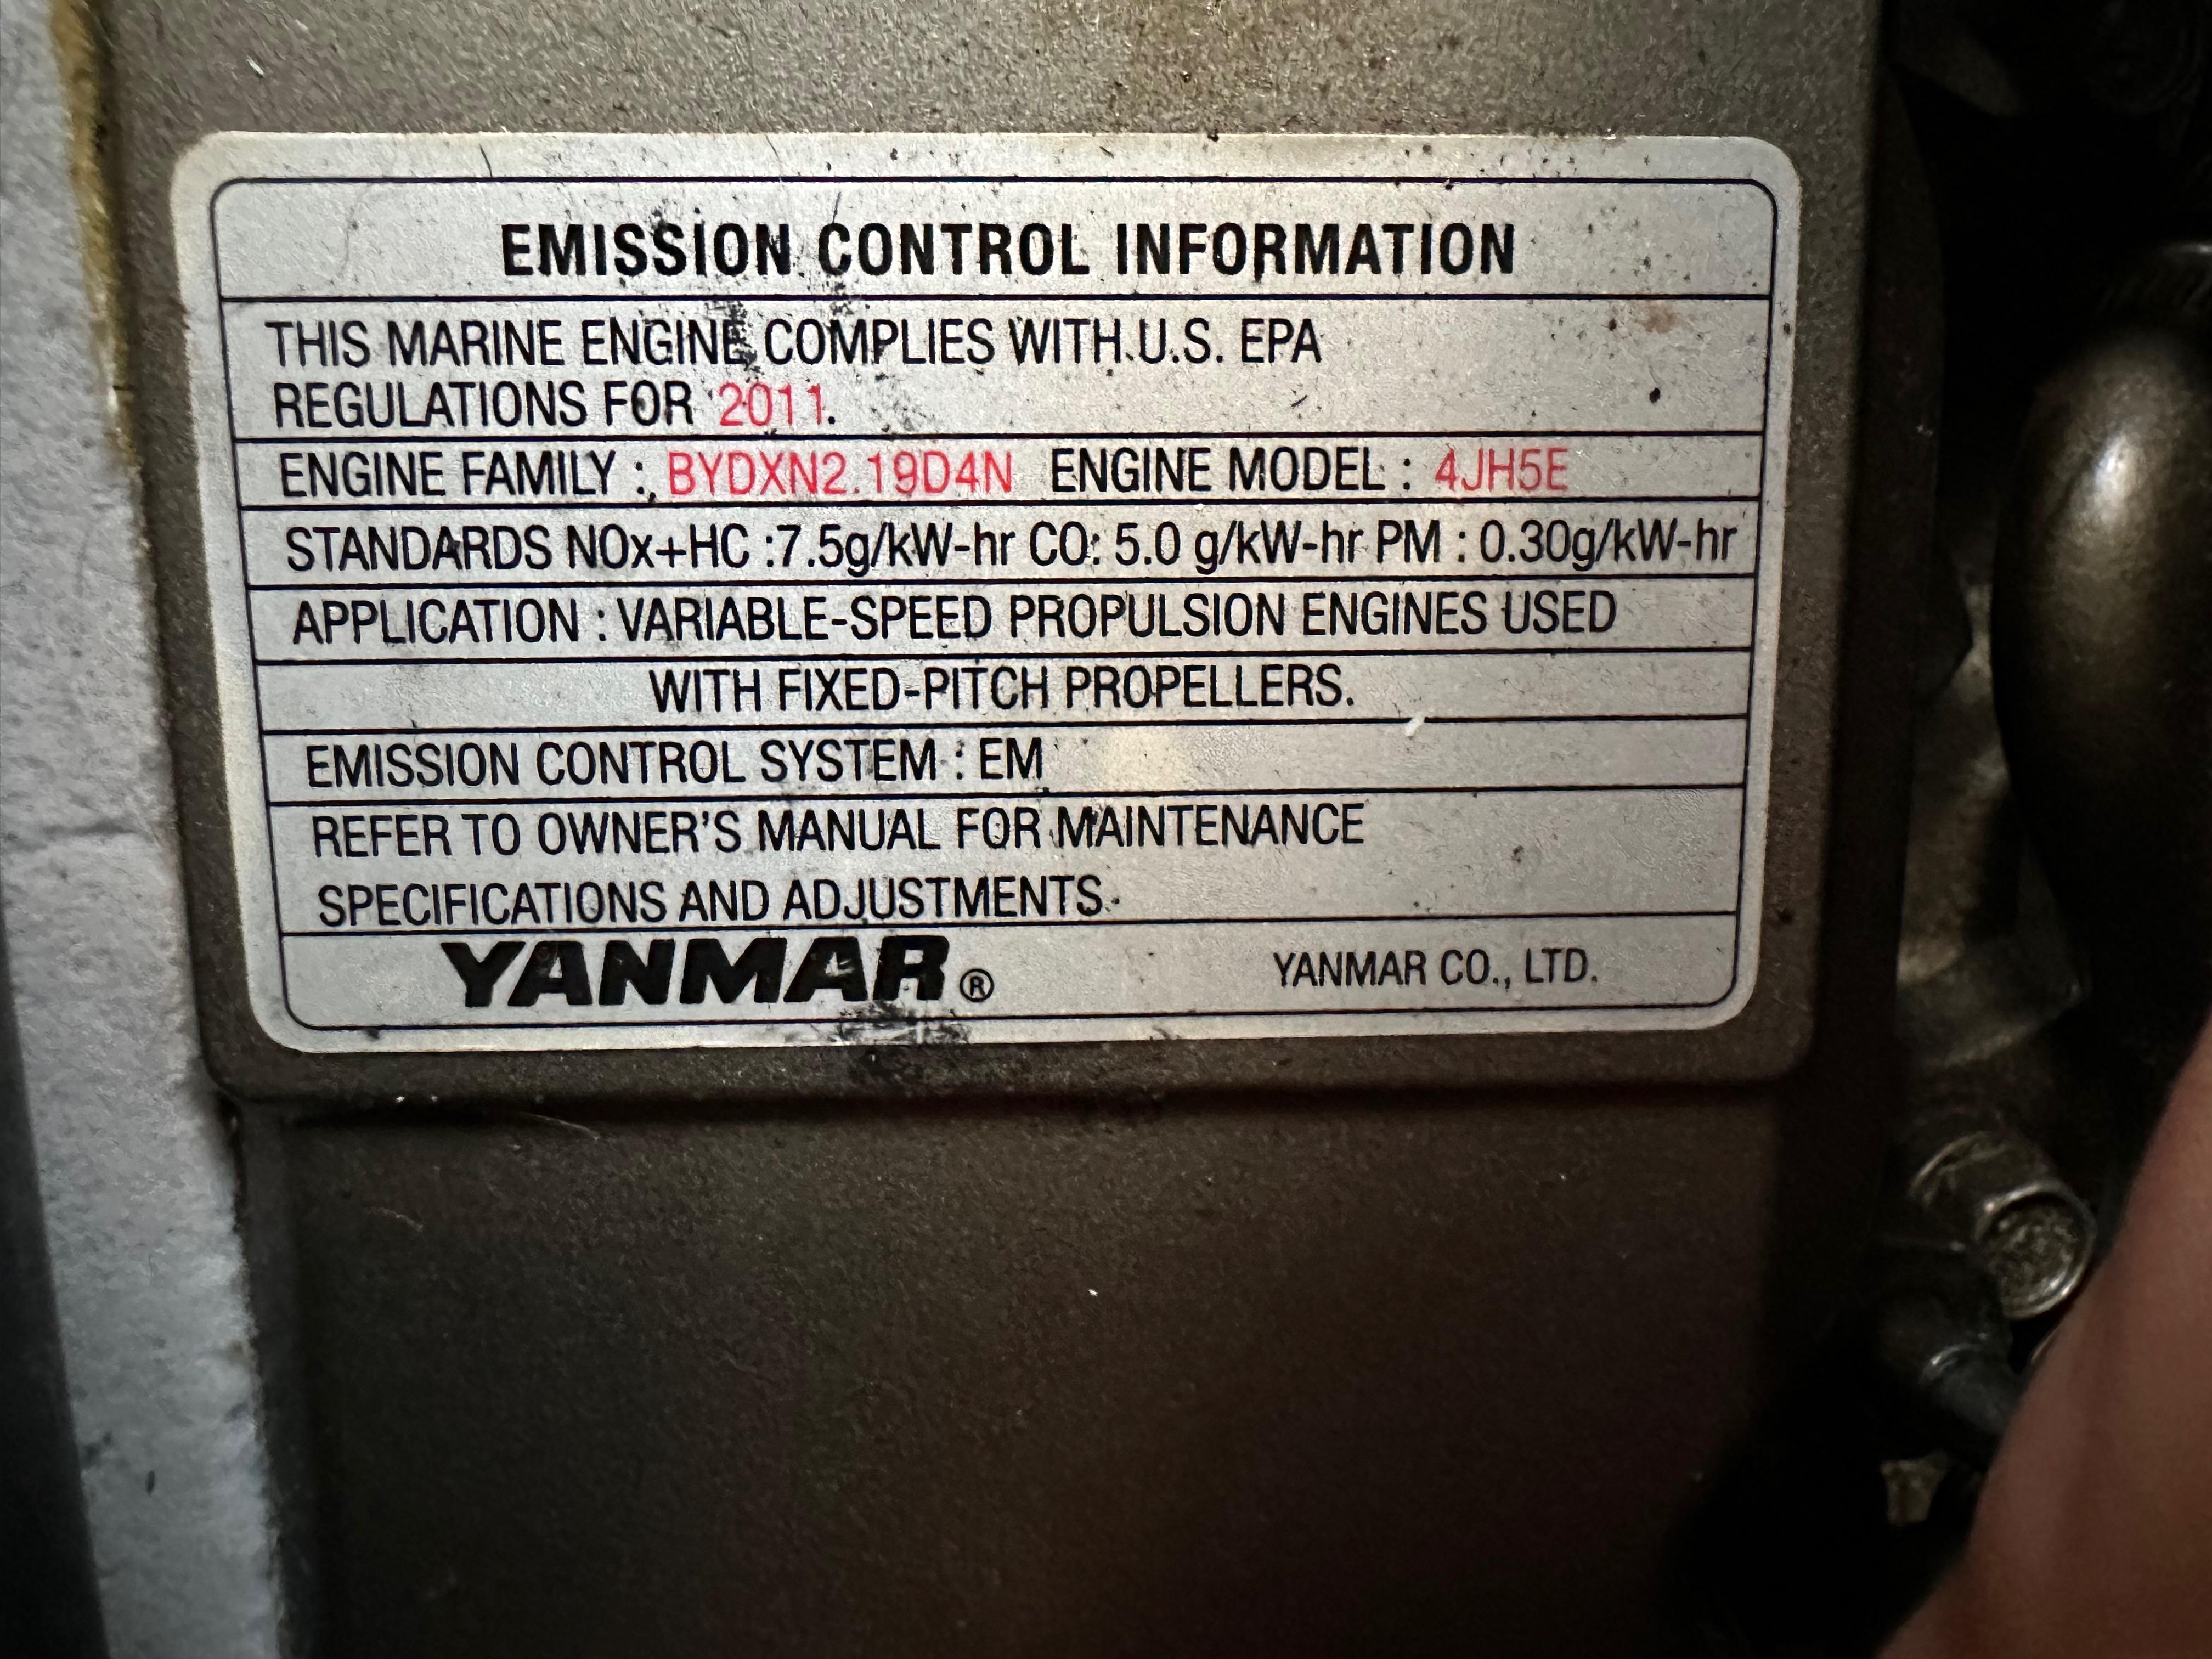 EMISSION CONTROL INFORMATION
THIS MARINE ENGINE COMPLIES WITH U.S. EPA
REGULATIONS FOR 2011.
ENGINE FAMILY : BYDXN2.19D4N ENGINE MODEL : 4JH5E
STANDARDS NOx+HC :7.5g/kW-hr CO: 5.0 g/kW-hr PM : 0.30g/kW-hr
APPLICATION : VARIABLE-SPEED PROPULSION ENGINES USED
WITH FIXED-PITCH PROPELLERS.
EMISSION CONTROL SYSTEM : EM
REFER TO OWNER'S MANUAL FOR MAINTENANCE
SPECIFICATIONS AND ADJUSTMENTS.
YANMAR® YANMAR CO., LTD.